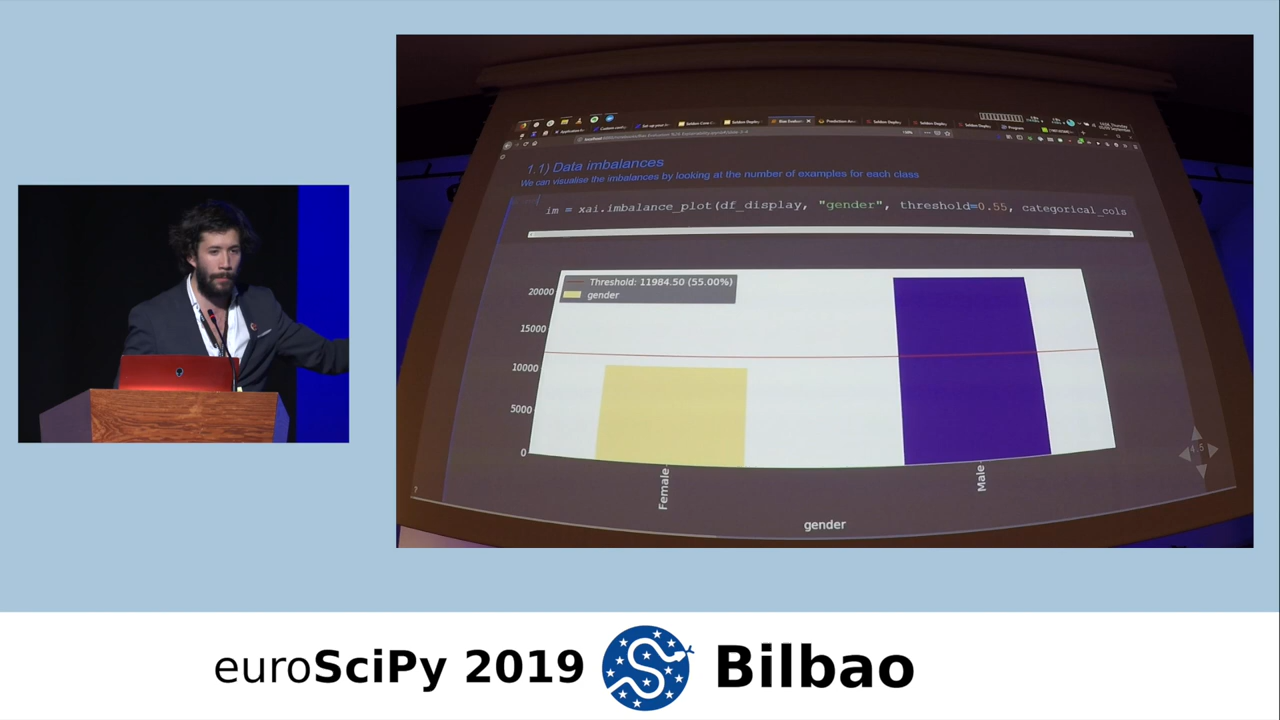 1.1) Data imbalances
We can visualise the imbalances by looking at the number of examples for each class
im = xai.imbalance_plot(df_display, "gender", threshold=0.55, categorical_cols
Threshold: 11984.50 (55.00%)
gender
20000
15000
10000
5000
0
Female
Male
gender
4.5
?
euroSciPy 2019 Bilbao